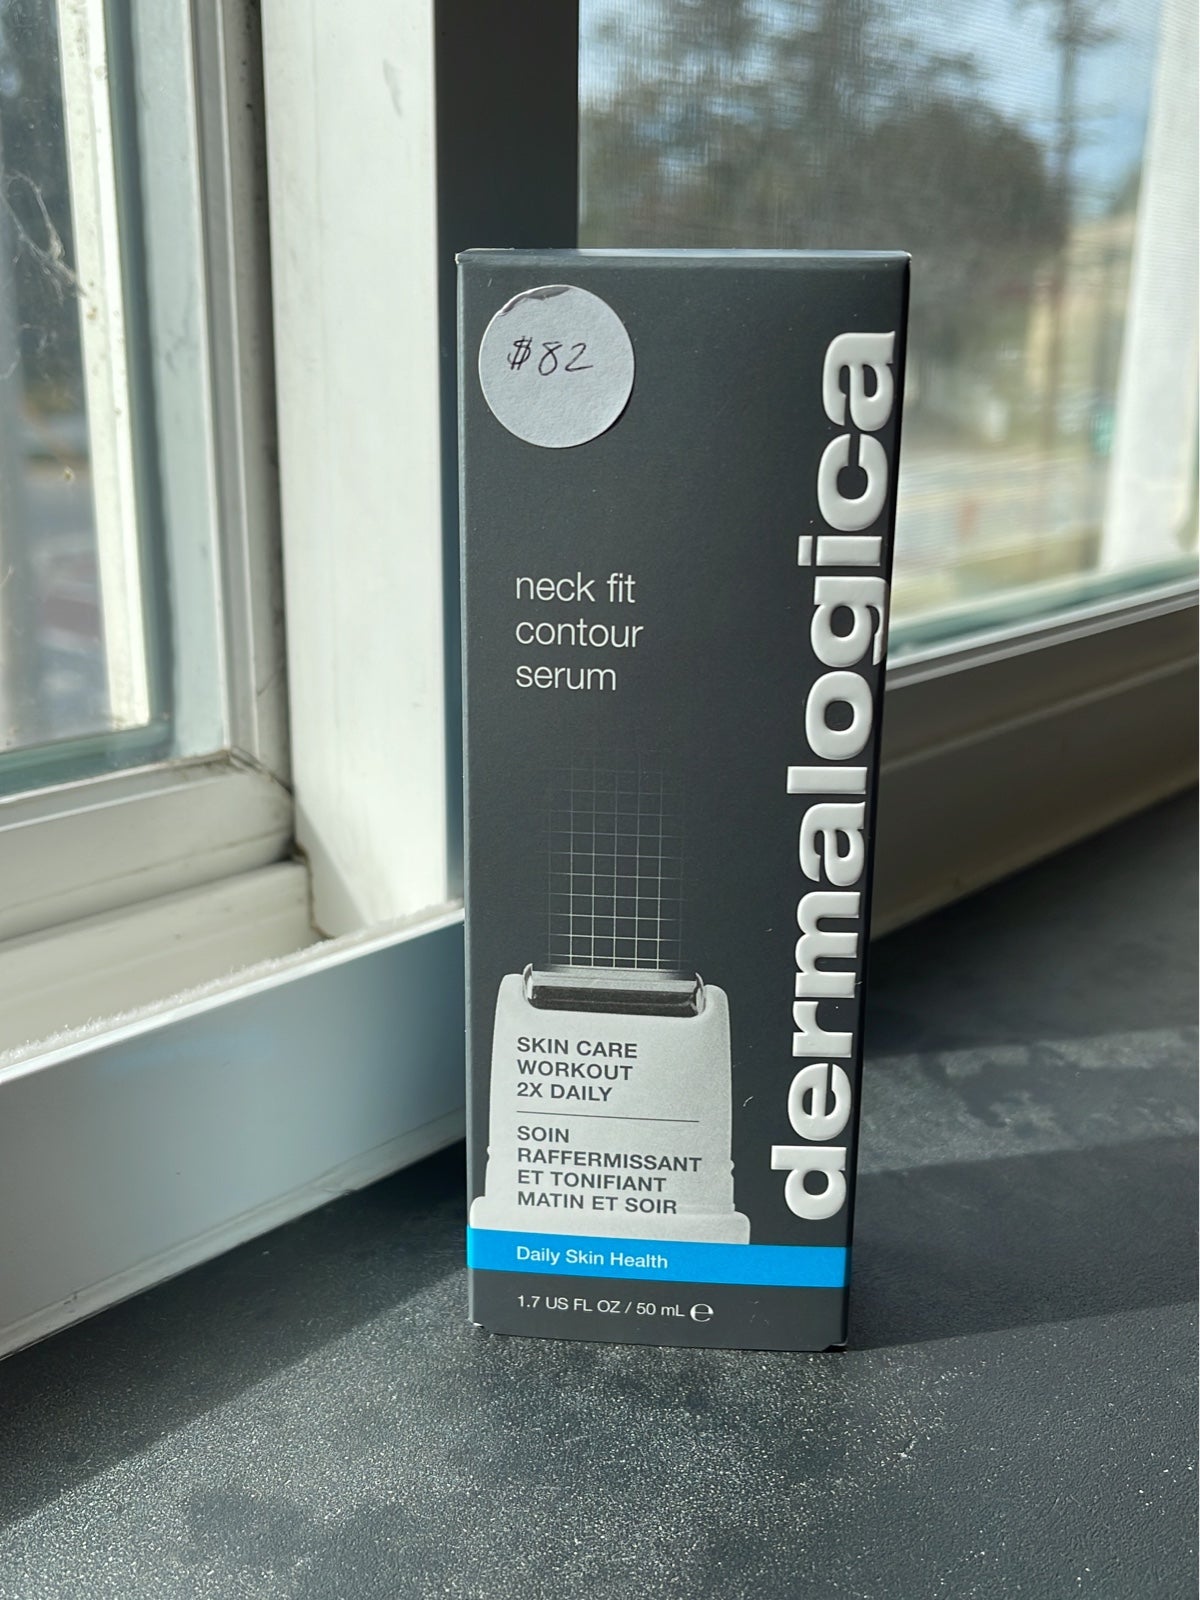 $82
neck fit
contour
serum
dermalogica
SKIN CARE
WORKOUT
2X DAILY
SOIN
RAFFERMISSANT
ET TONIFIANT
MATIN ET SOIR
Daily Skin Health
1.7 US FL OZ / 50 mL ℮